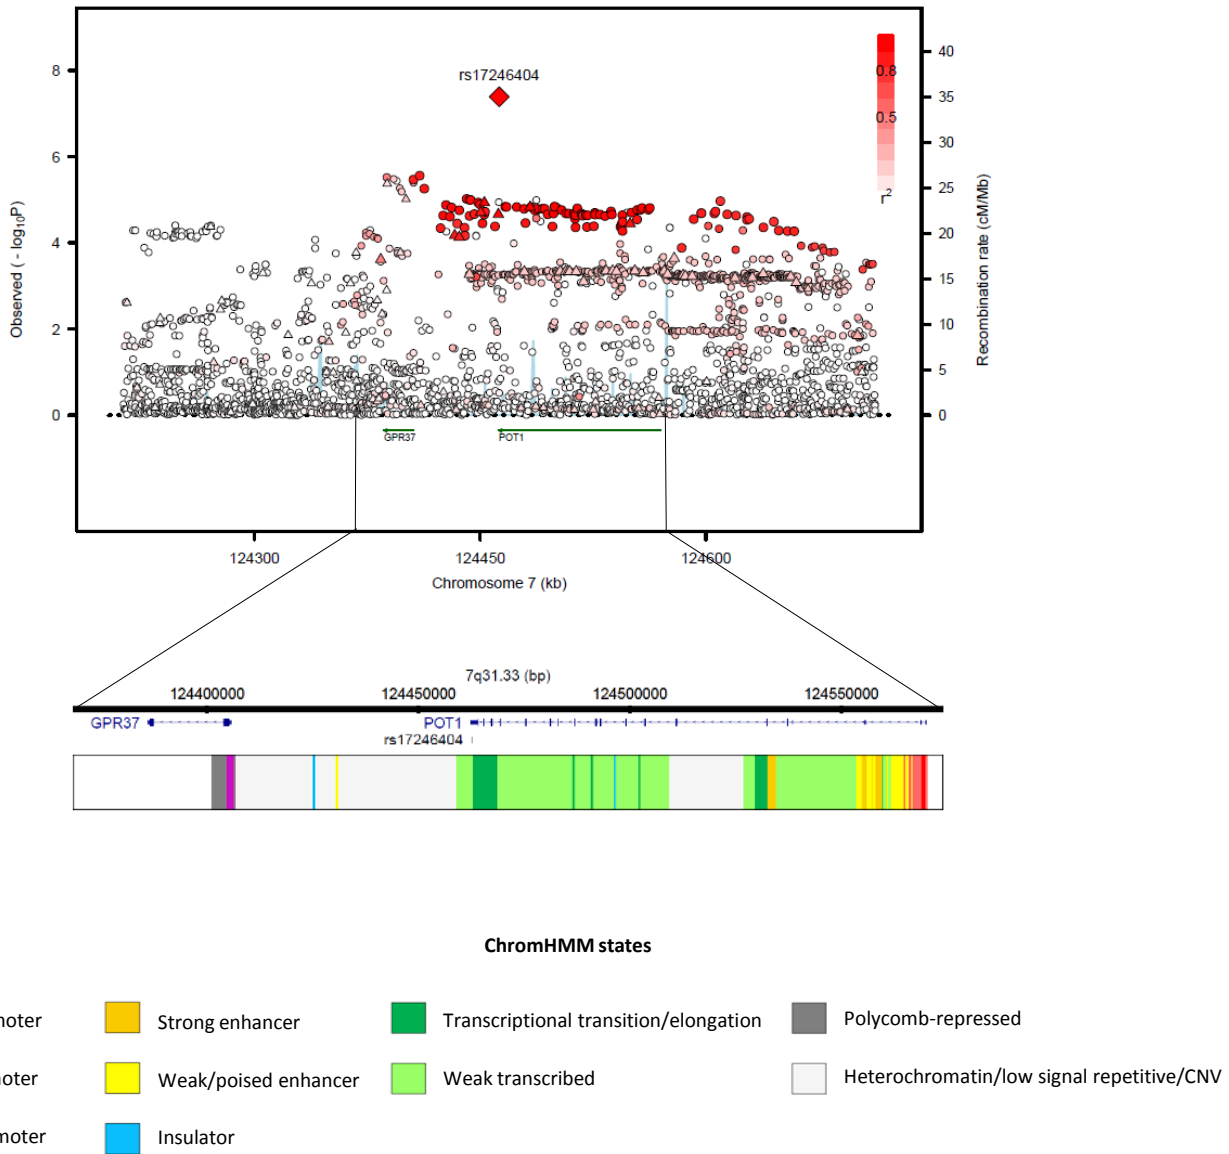 rs17246404
8
6
4
2
0
Observed ( - log₁₀P)
0.8
0.5
r²
40
35
30
25
20
15
10
5
0
Recombination rate (cM/Mb)
GPR37
POT1
124300
124450
124600
Chromosome 7 (kb)
7q31.33 (bp)
124400000
124450000
124500000
124550000
GPR37
POT1
rs17246404
ChromHMM states
noter
Strong enhancer
Transcriptional transition/elongation
Polycomb-repressed
noter
Weak/poised enhancer
Weak transcribed
Heterochromatin/low signal repetitive/CNV
moter
Insulator